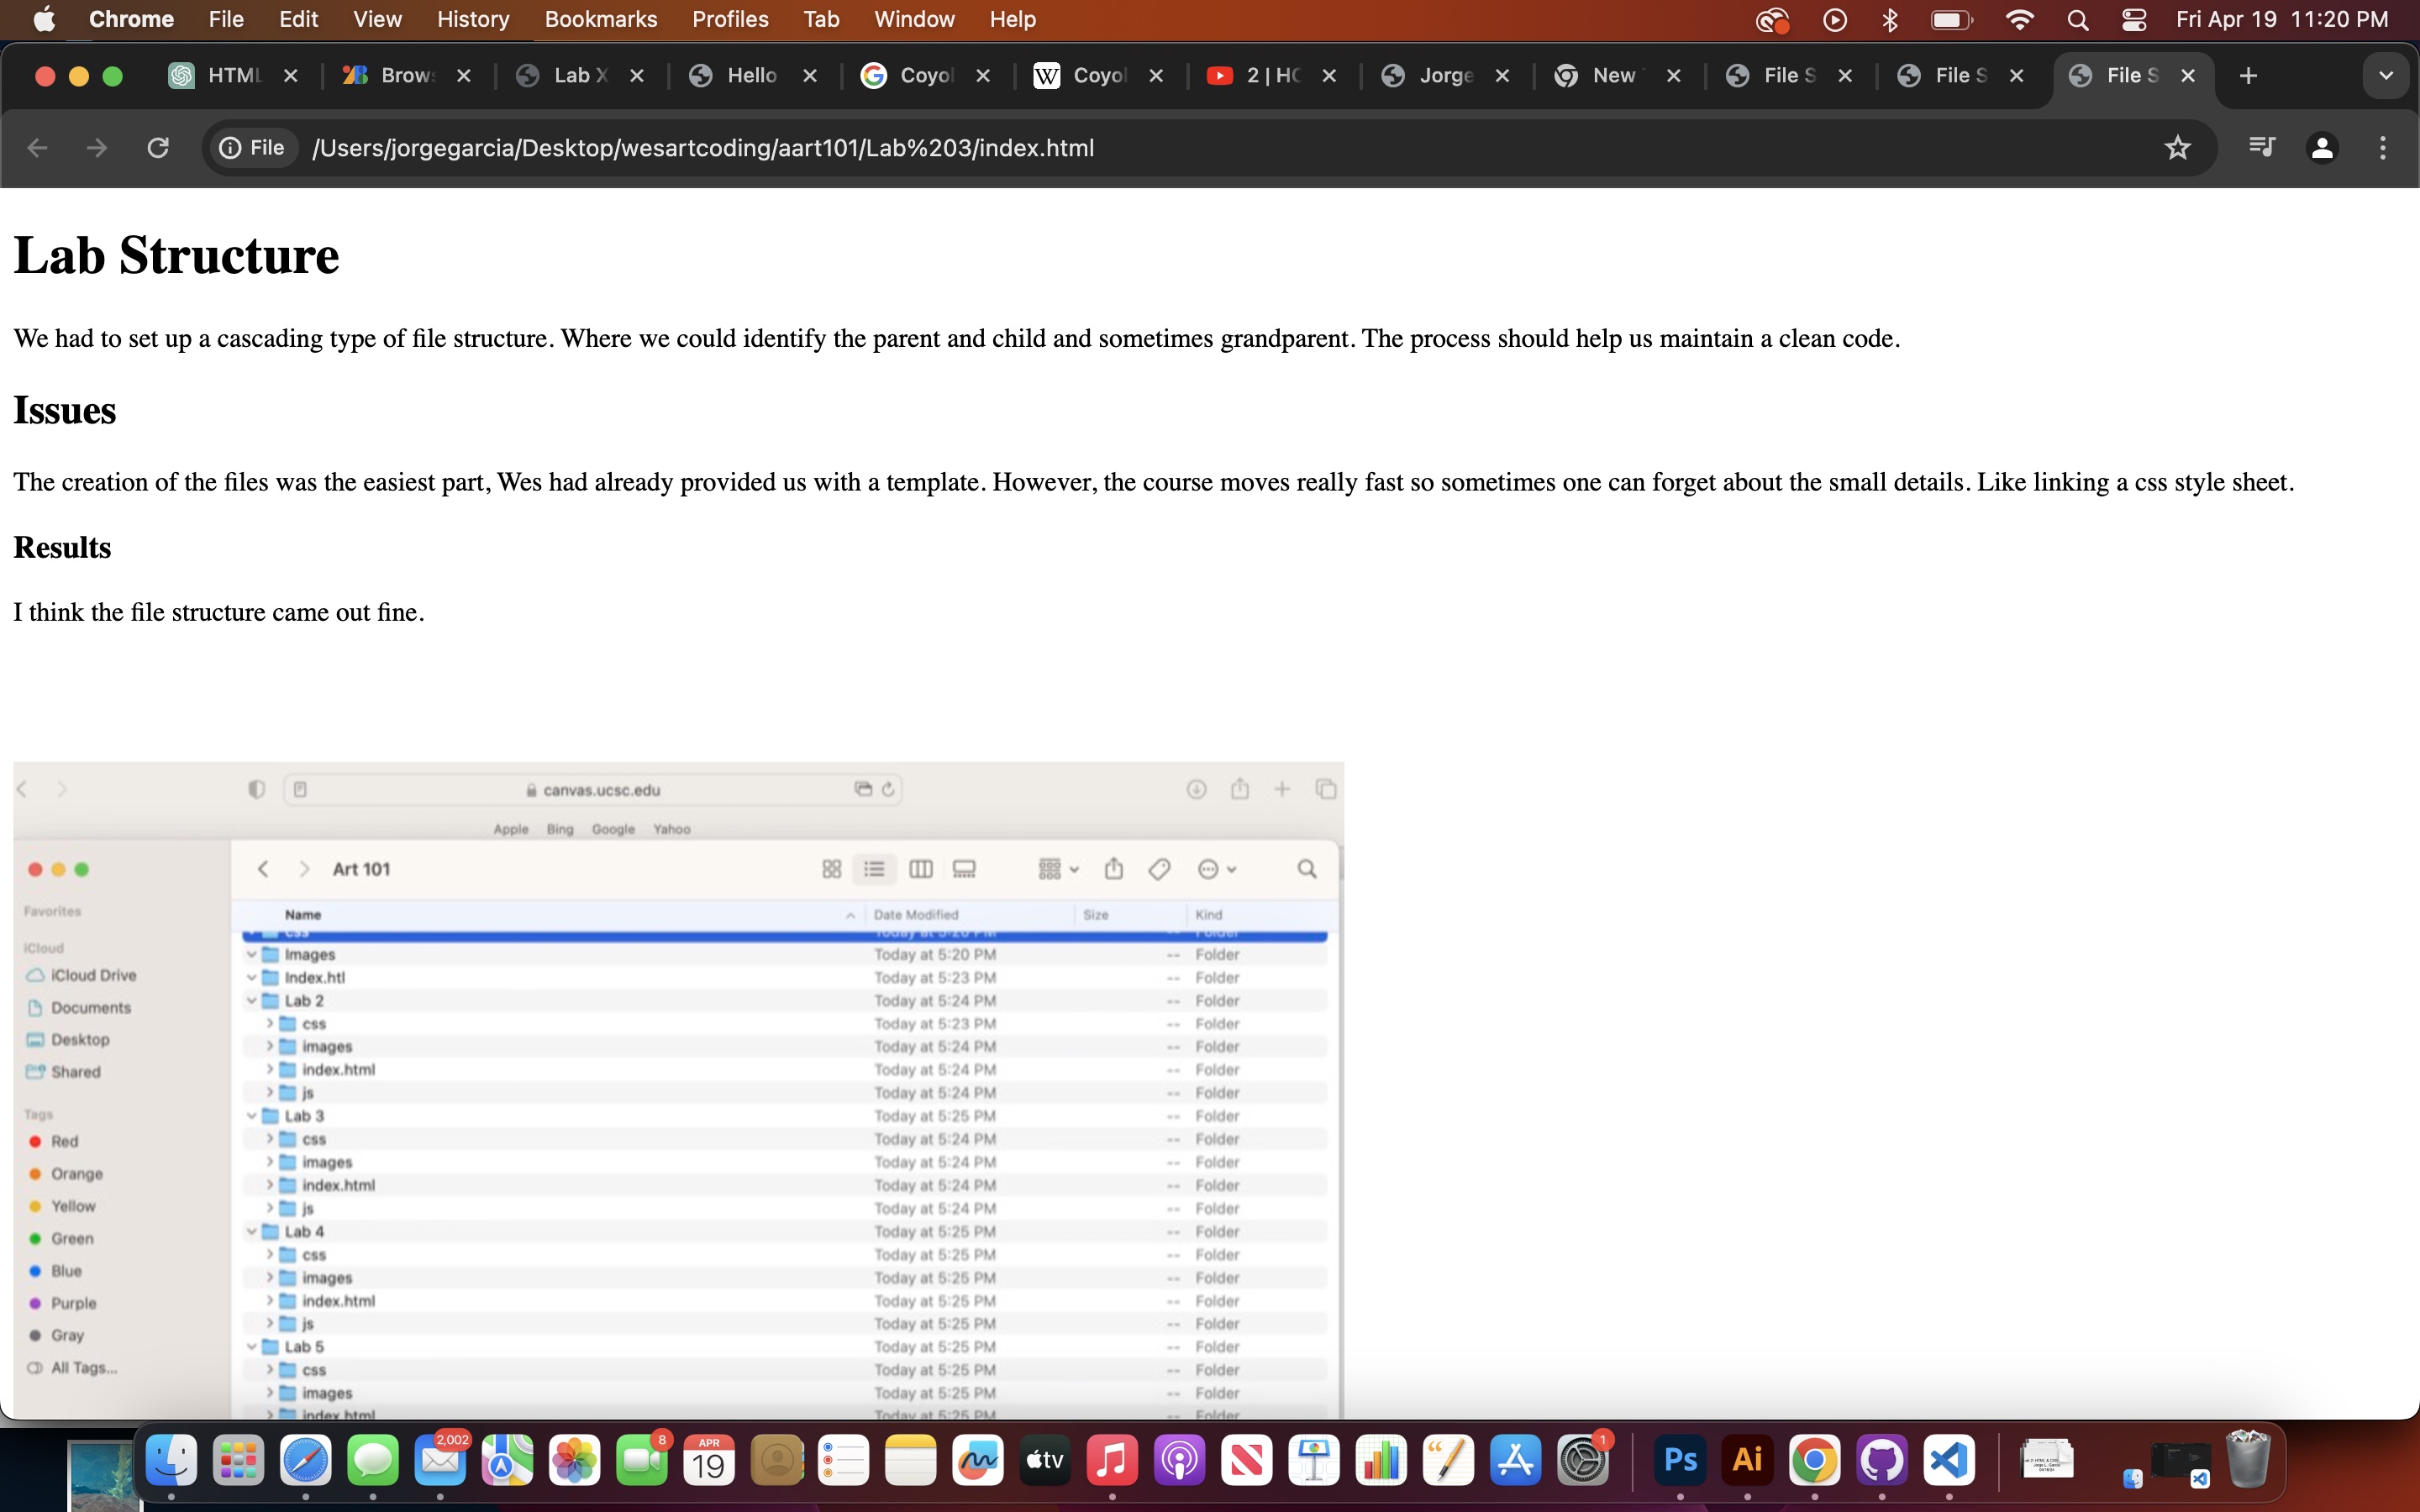 Chrome File Edit View History Bookmarks Profiles Tab Window Help Fri Apr 19 11:20 PM
HTML Brows Lab X Hello Coyol Coyol 2 | HO Jorge New File S File S File S
File /Users/jorgegarcia/Desktop/wesartcoding/aart101/Lab%203/index.html
Lab Structure
We had to set up a cascading type of file structure. Where we could identify the parent and child and sometimes grandparent. The process should help us maintain a clean code.
Issues
The creation of the files was the easiest part, Wes had already provided us with a template. However, the course moves really fast so sometimes one can forget about the small details. Like linking a css style sheet.
Results
I think the file structure came out fine.
canvas.ucsc.edu
Apple Bing Google Yahoo
Art 101
Favorites
iCloud
iCloud Drive
Documents
Desktop
Shared
Tags
Red
Orange
Yellow
Green
Blue
Purple
Gray
All Tags...
Name Date Modified Size Kind
css Today at 5:20 PM -- Folder
Images Today at 5:20 PM -- Folder
Index.htl Today at 5:23 PM -- Folder
Lab 2 Today at 5:24 PM -- Folder
css Today at 5:23 PM -- Folder
images Today at 5:24 PM -- Folder
index.html Today at 5:24 PM -- Folder
js Today at 5:24 PM -- Folder
Lab 3 Today at 5:25 PM -- Folder
css Today at 5:24 PM -- Folder
images Today at 5:24 PM -- Folder
index.html Today at 5:24 PM -- Folder
js Today at 5:24 PM -- Folder
Lab 4 Today at 5:25 PM -- Folder
css Today at 5:25 PM -- Folder
images Today at 5:25 PM -- Folder
index.html Today at 5:25 PM -- Folder
js Today at 5:25 PM -- Folder
Lab 5 Today at 5:25 PM -- Folder
css Today at 5:25 PM -- Folder
images Today at 5:25 PM -- Folder
index.html Today at 5:25 PM -- Folder
2,002 8 APR 19 tv 1 Ps Ai